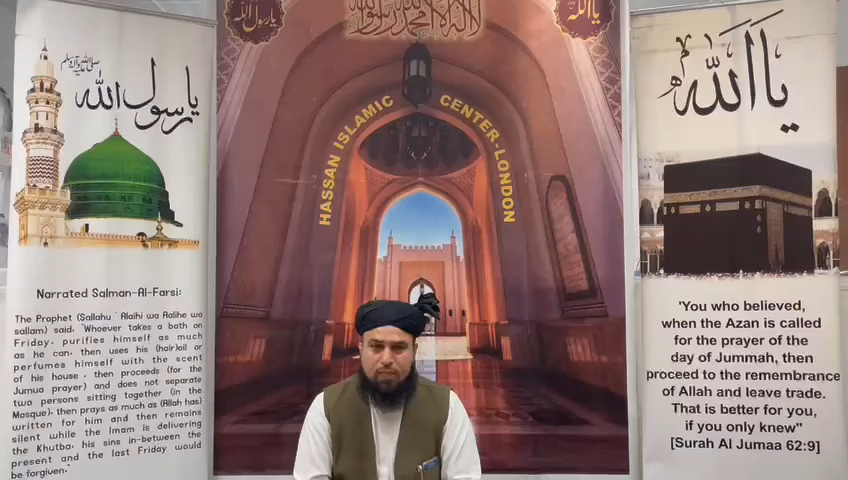 يا رسول الله
لا إله إلا الله محمد رسول الله
يا الله
صلى الله عليه وآله وسلم
يا رسول الله
Narrated Salman-Al-Farsi:
The Prophet (Sallahu ´Alaihi wa Ralihe wa
sallam) said. "Whoever takes a bath on
Friday, purifies himself as much
as he can, then uses his (hair)oil or
perfumes himself with the scent
of his house , then proceeds (for the
Jumua prayer) and does not separate
two persons sitting together (in the
Mosque), then prays as much as (Allah has)
written for him and then remains
silent while the Imam is delivering
the Khutba, his sins in-between the
present and the last Friday would
be forgiven."
HASSAN ISLAMIC CENTER-LONDON
يا الله
'You who believed,
when the Azan is called
for the prayer of the
day of Jummah, then
proceed to the remembrance
of Allah and leave trade.
That is better for you,
if you only knew"
[Surah Al Jumaa 62:9]